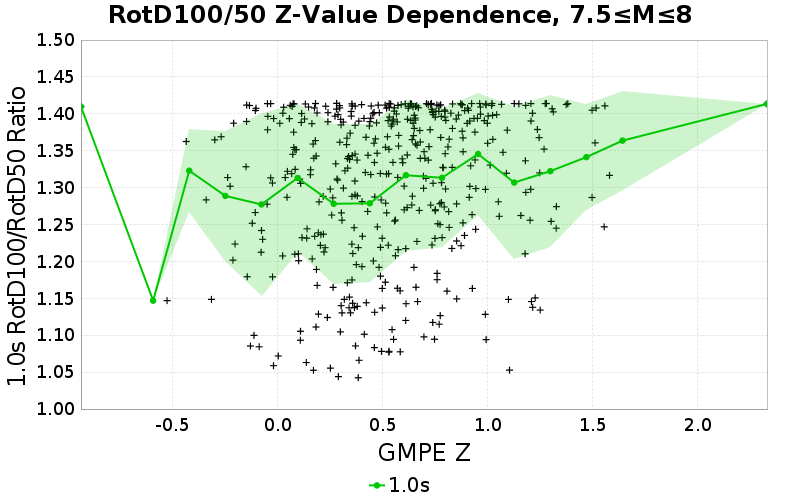 RotD100/50 Z-Value Dependence, 7.5≤M≤8
1.0s RotD100/RotD50 Ratio
1.50
1.45
1.40
1.35
1.30
1.25
1.20
1.15
1.10
1.05
1.00
-0.5 0.0 0.5 1.0 1.5 2.0
GMPE Z
1.0s